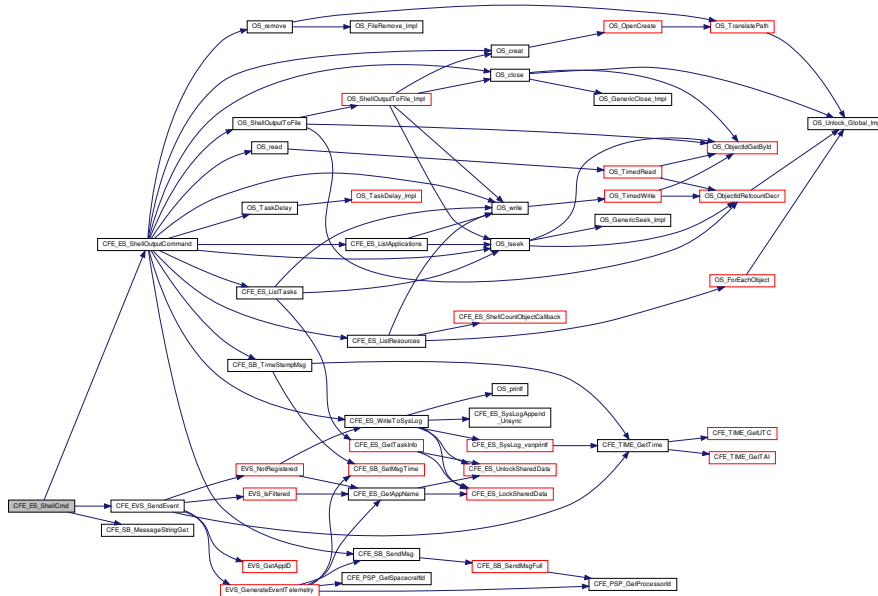 OS_remove
OS_FileRemove_Impl
OS_OpenCreate
OS_TranslatePath
OS_creat
OS_close
OS_ShellOutputToFile_Impl
OS_GenericClose_Impl
OS_ShellOutputToFile
OS_Unlock_Global_Impl
OS_read
OS_ObjectIdGetById
OS_TimedRead
OS_TaskDelay
OS_TaskDelay_Impl
OS_write
OS_TimedWrite
OS_ObjectIdRefcountDecr
OS_GenericSeek_Impl
CFE_ES_ShellOutputCommand
CFE_ES_ListApplications
OS_lseek
OS_ForEachObject
CFE_ES_ListTasks
CFE_ES_ShellCountObjectCallback
CFE_ES_ListResources
CFE_SB_TimeStampMsg
OS_printf
CFE_ES_WriteToSysLog
CFE_ES_SysLogAppend
_Unsync
CFE_TIME_GetUTC
CFE_ES_GetTaskInfo
CFE_ES_SysLog_vsnprintf
CFE_TIME_GetTime
CFE_TIME_GetTAI
EVS_NotRegistered
CFE_SB_SetMsgTime
CFE_ES_UnlockSharedData
EVS_IsFiltered
CFE_ES_GetAppName
CFE_ES_LockSharedData
CFE_ES_ShellCmd
CFE_EVS_SendEvent
CFE_SB_MessageStringGet
CFE_SB_SendMsg
EVS_GetAppID
CFE_SB_SendMsgFull
CFE_PSP_GetSpacecraftId
CFE_PSP_GetProcessorId
EVS_GenerateEventTelemetry